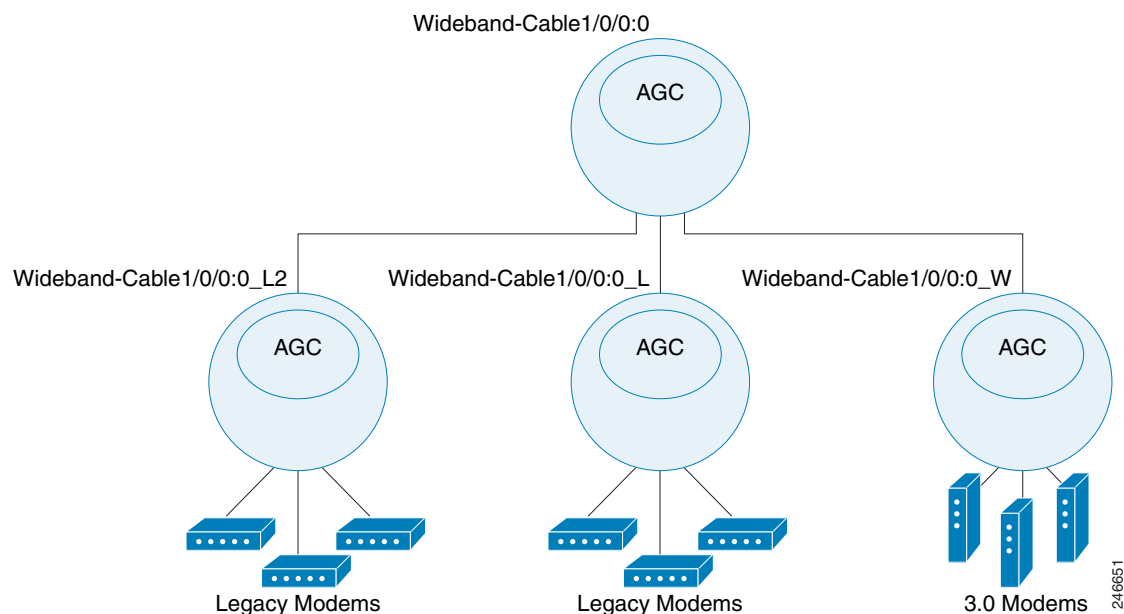 Wideband-Cable1/0/0:0
AGC
Wideband-Cable1/0/0:0_L2
Wideband-Cable1/0/0:0_L
Wideband-Cable1/0/0:0_W
AGC
AGC
AGC
Legacy Modems
Legacy Modems
3.0 Modems
246651